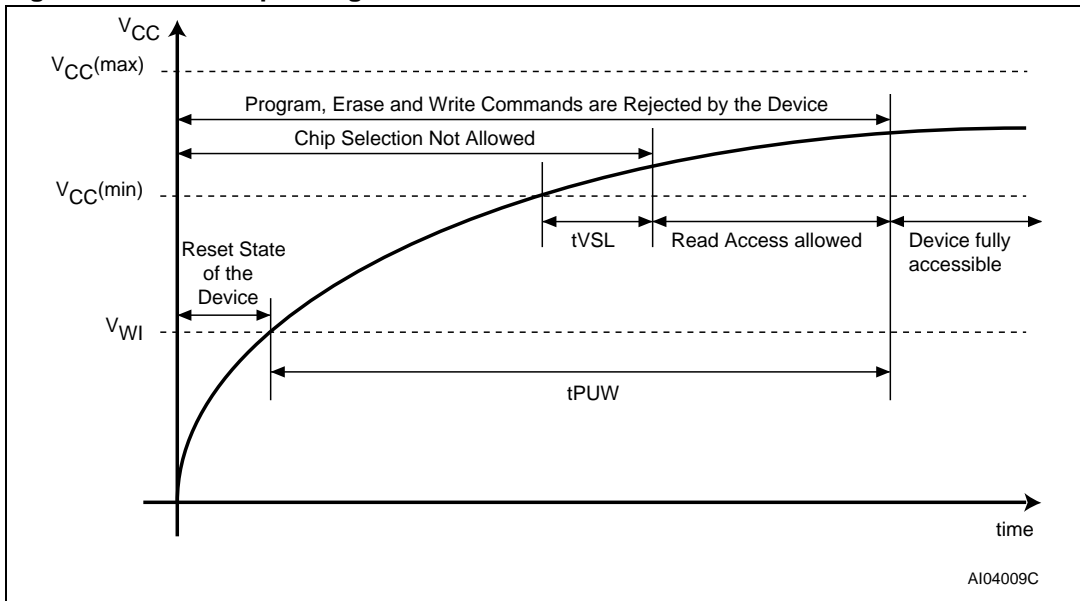 VCC
VCC(max)
Program, Erase and Write Commands are Rejected by the Device
Chip Selection Not Allowed
VCC(min)
tVSL
Read Access allowed
Device fully
accessible
Reset State
of the
Device
VWI
tPUW
time
AI04009C